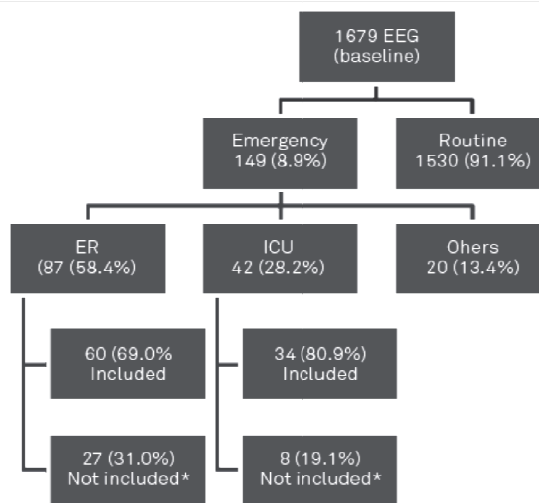 1679 EEG
(baseline)
Emergency
149 (8.9%)
Routine
1530 (91.1%)
ER
(87 (58.4%)
ICU
42 (28.2%)
Ohers
20 (13.4%)
60 (69.0%
Included
34 (80.9%)
Included
27 (31.0%)
Not included*
8 (19.1%)
Not included*